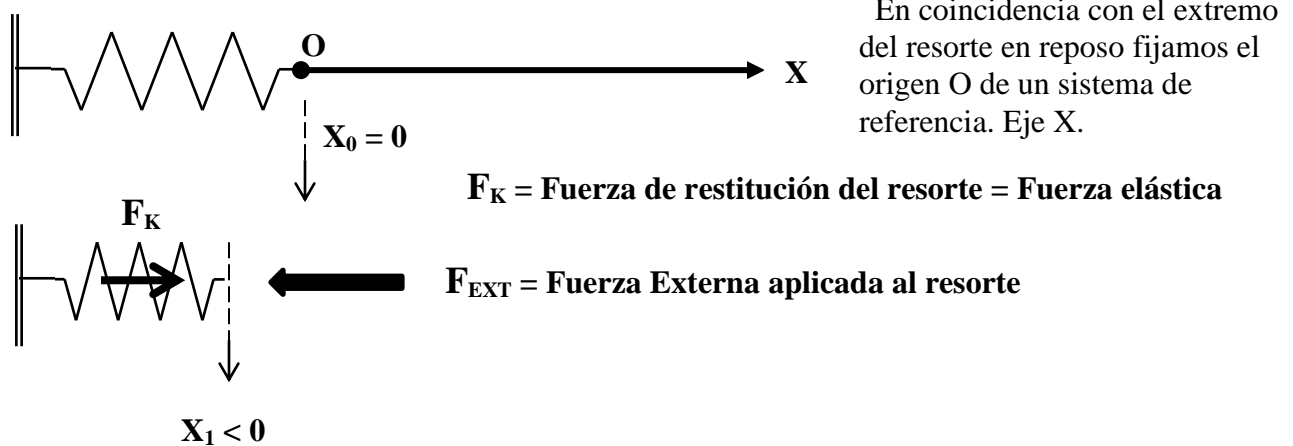 En coincidencia con el extremo
del resorte en reposo fijamos el
origen O de un sistema de
referencia. Eje X.
O
X
X₀ = 0
F_K = Fuerza de restitución del resorte = Fuerza elástica
F_K
F_EXT = Fuerza Externa aplicada al resorte
X₁ < 0